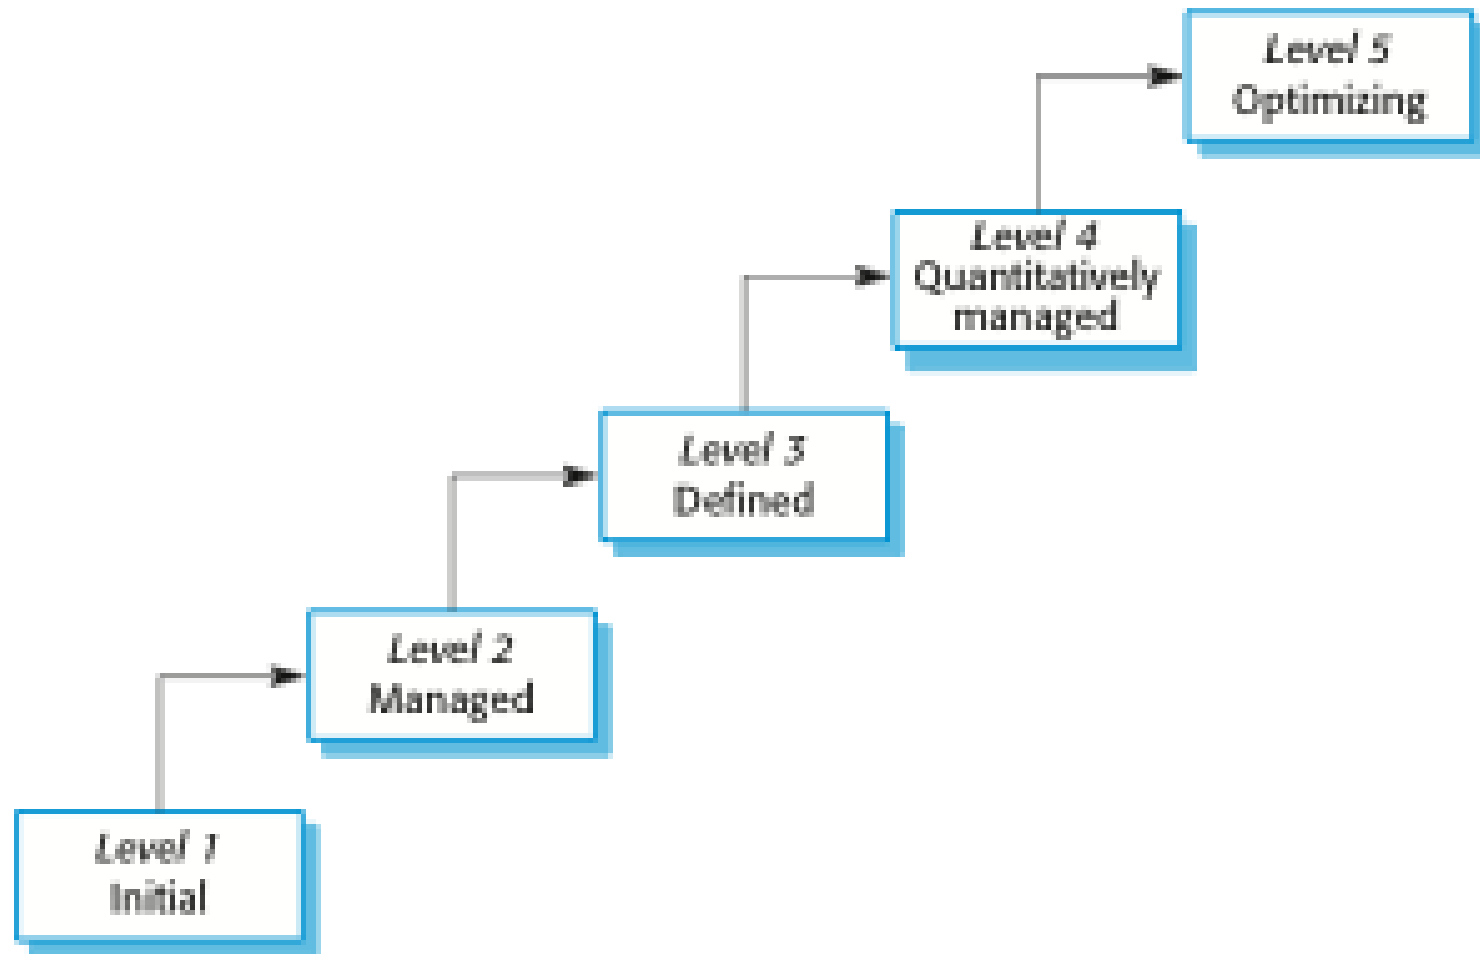 Level 5
Optimizing
Level 4
Quantitatively
managed
Level 3
Defined
Level 2
Managed
Level 1
Initial